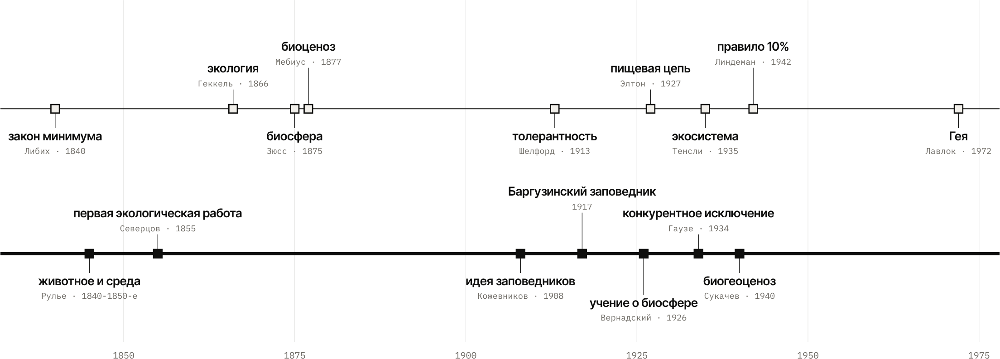 биоценоз
Мебиус · 1877
правило 10%
Линдеман · 1942
экология
Геккель · 1866
пищевая цепь
Элтон · 1927
закон минимума
Либих · 1840
биосфера
Зюсс · 1875
толерантность
Шелфорд · 1913
экосистема
Тенсли · 1935
Гея
Лавлок · 1972
Баргузинский заповедник
1917
первая экологическая работа
Северцов · 1855
конкурентное исключение
Гаузе · 1934
животное и среда
Рулье · 1840-1850-е
идея заповедников
Кожевников · 1908
биогеоценоз
Сукачев · 1940
учение о биосфере
Вернадский · 1926
1850
1875
1900
1925
1950
1975